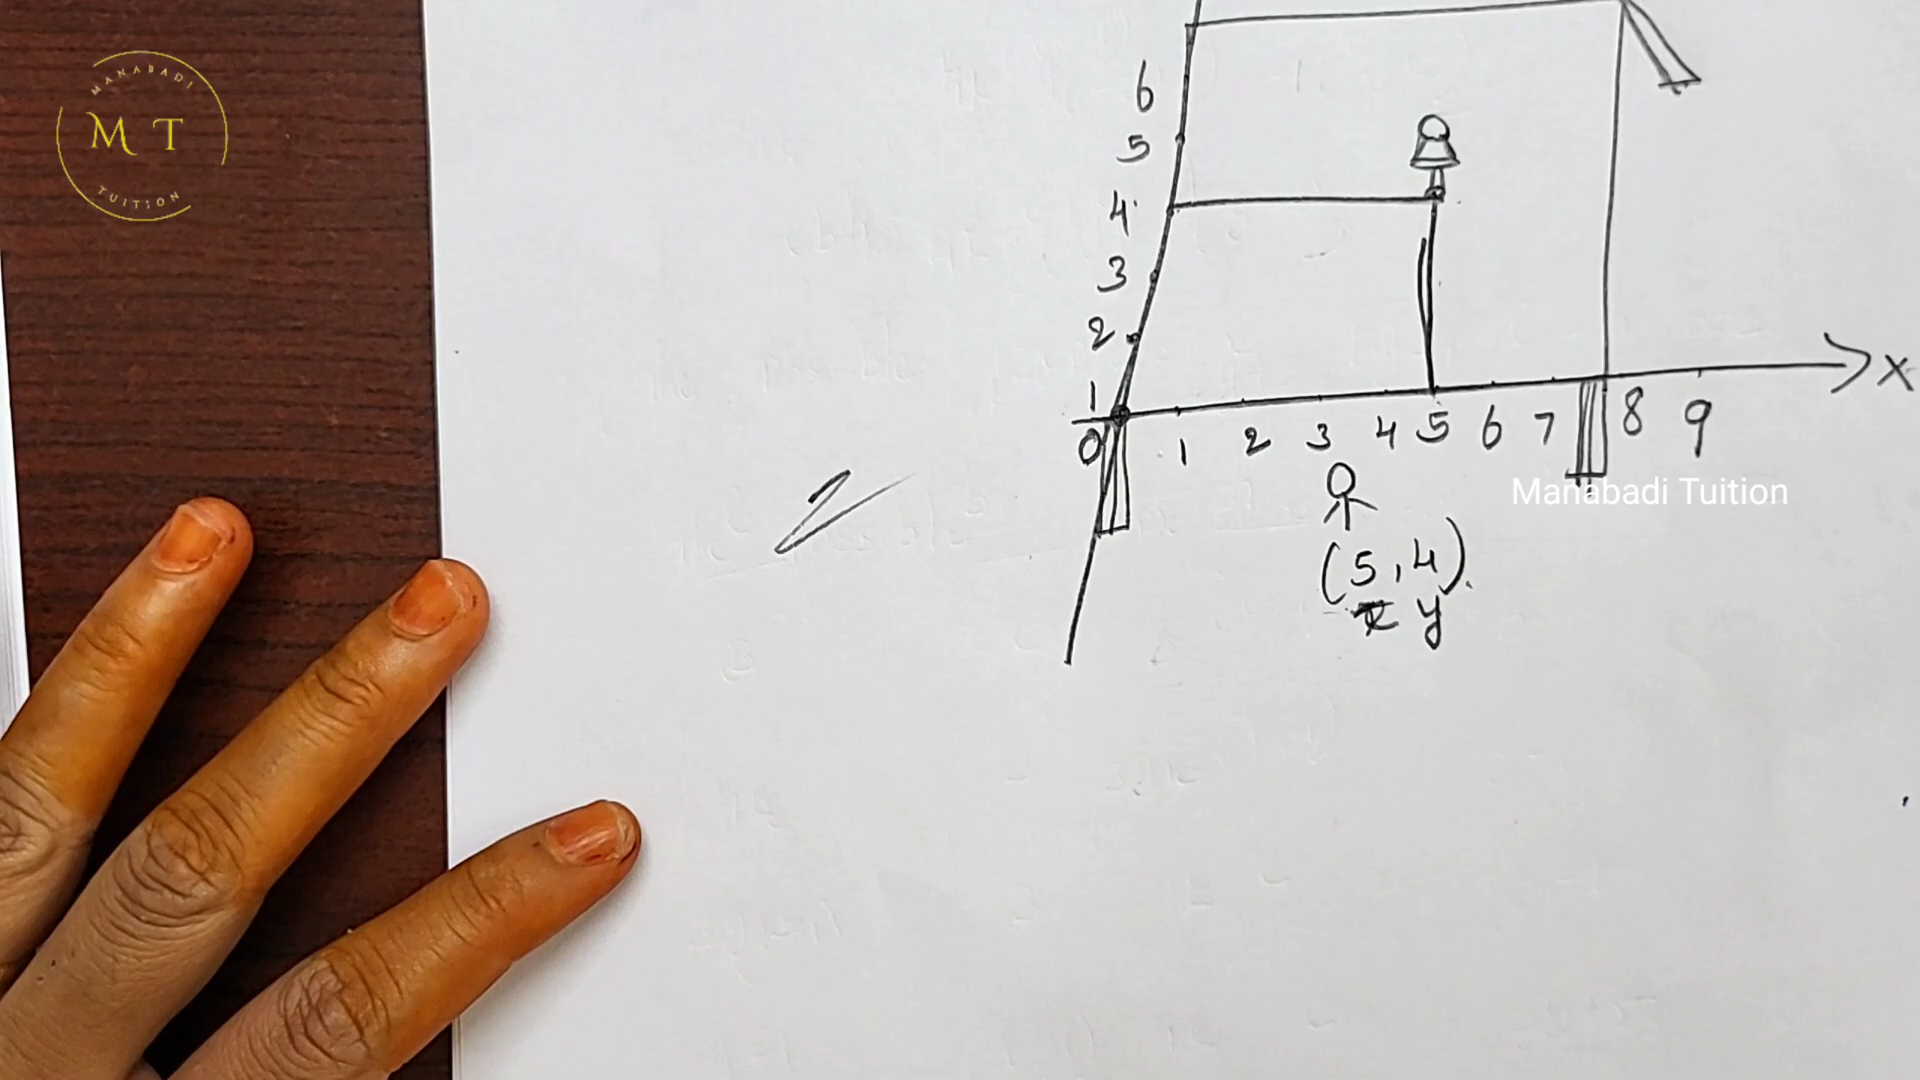 MANABADI
M T
TUITION
6
5
4
3
2
1
0 1 2 3 4 5 6 7 8 9
X
Manabadi Tuition
(5,4).
x y